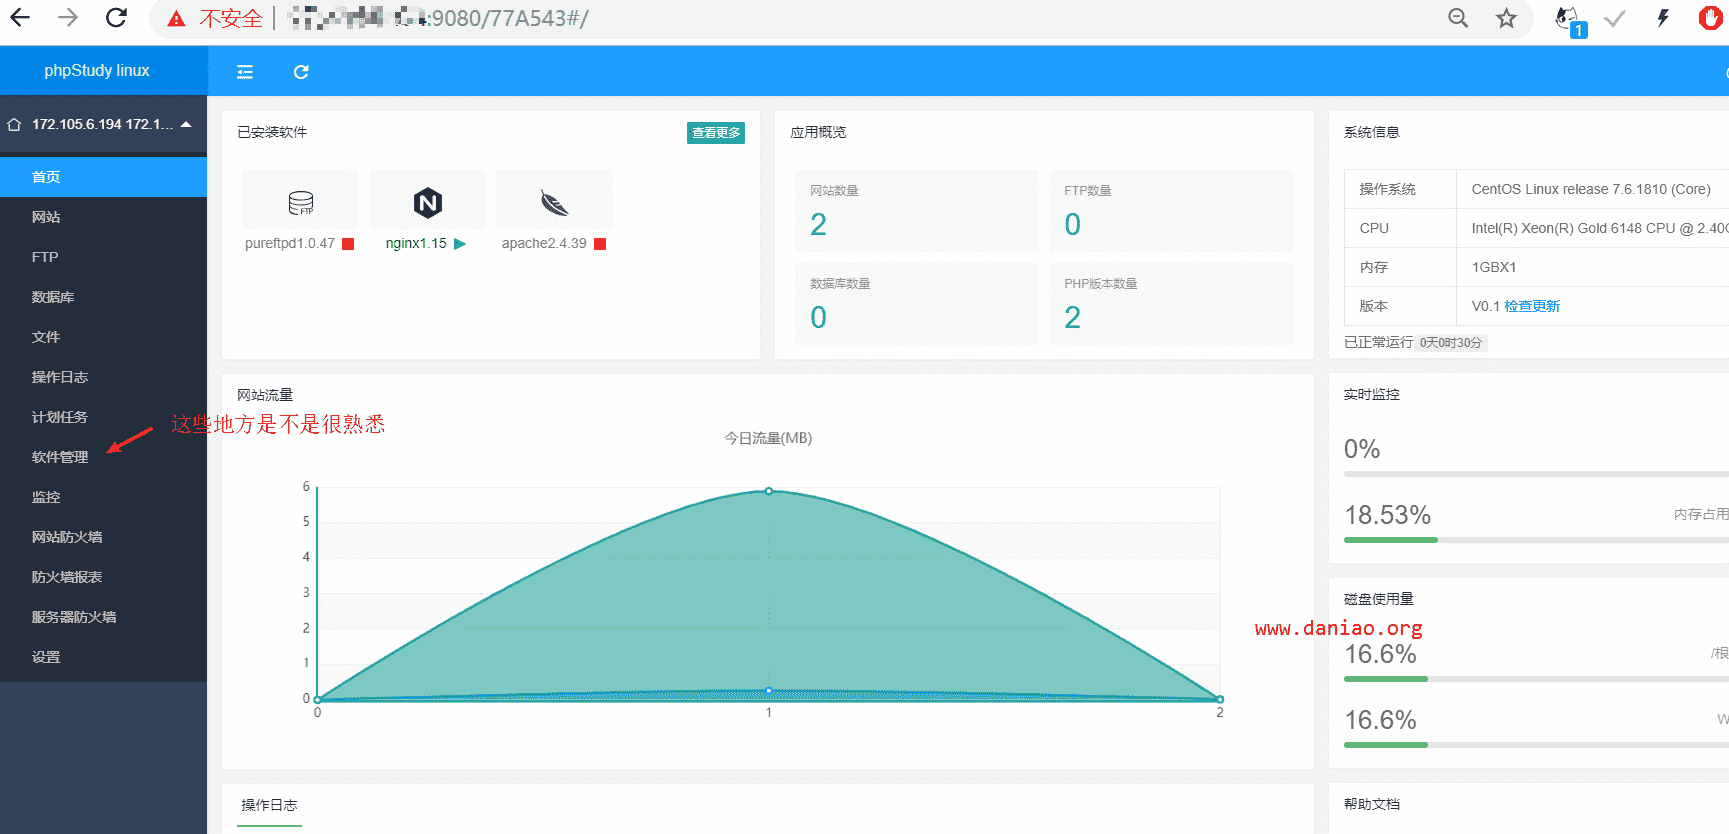 不安全
4:9080/77A543#/
1
phpStudy linux
172.105.6.194 172.1...
首页
网站
FTP
数据库
文件
操作日志
计划任务
软件管理
监控
网站防火墙
防火墙报表
服务器防火墙
设置
这些地方是不是很熟悉
已安装软件
查看更多
FTP
pureftpd1.0.47
nginx1.15
apache2.4.39
应用概览
网站数量
2
FTP数量
0
数据库数量
0
PHP版本数量
2
系统信息
操作系统 CentOS Linux release 7.6.1810 (Core)
CPU Intel(R) Xeon(R) Gold 6148 CPU @ 2.40
内存 1GBX1
版本 V0.1 检查更新
已正常运行 0天0时30分
网站流量
今日流量(MB)
6
5
4
3
2
1
0
0 1 2
实时监控
0%
18.53% 内存占用
磁盘使用量
www.daniao.org
16.6% /根
16.6% W
操作日志
帮助文档